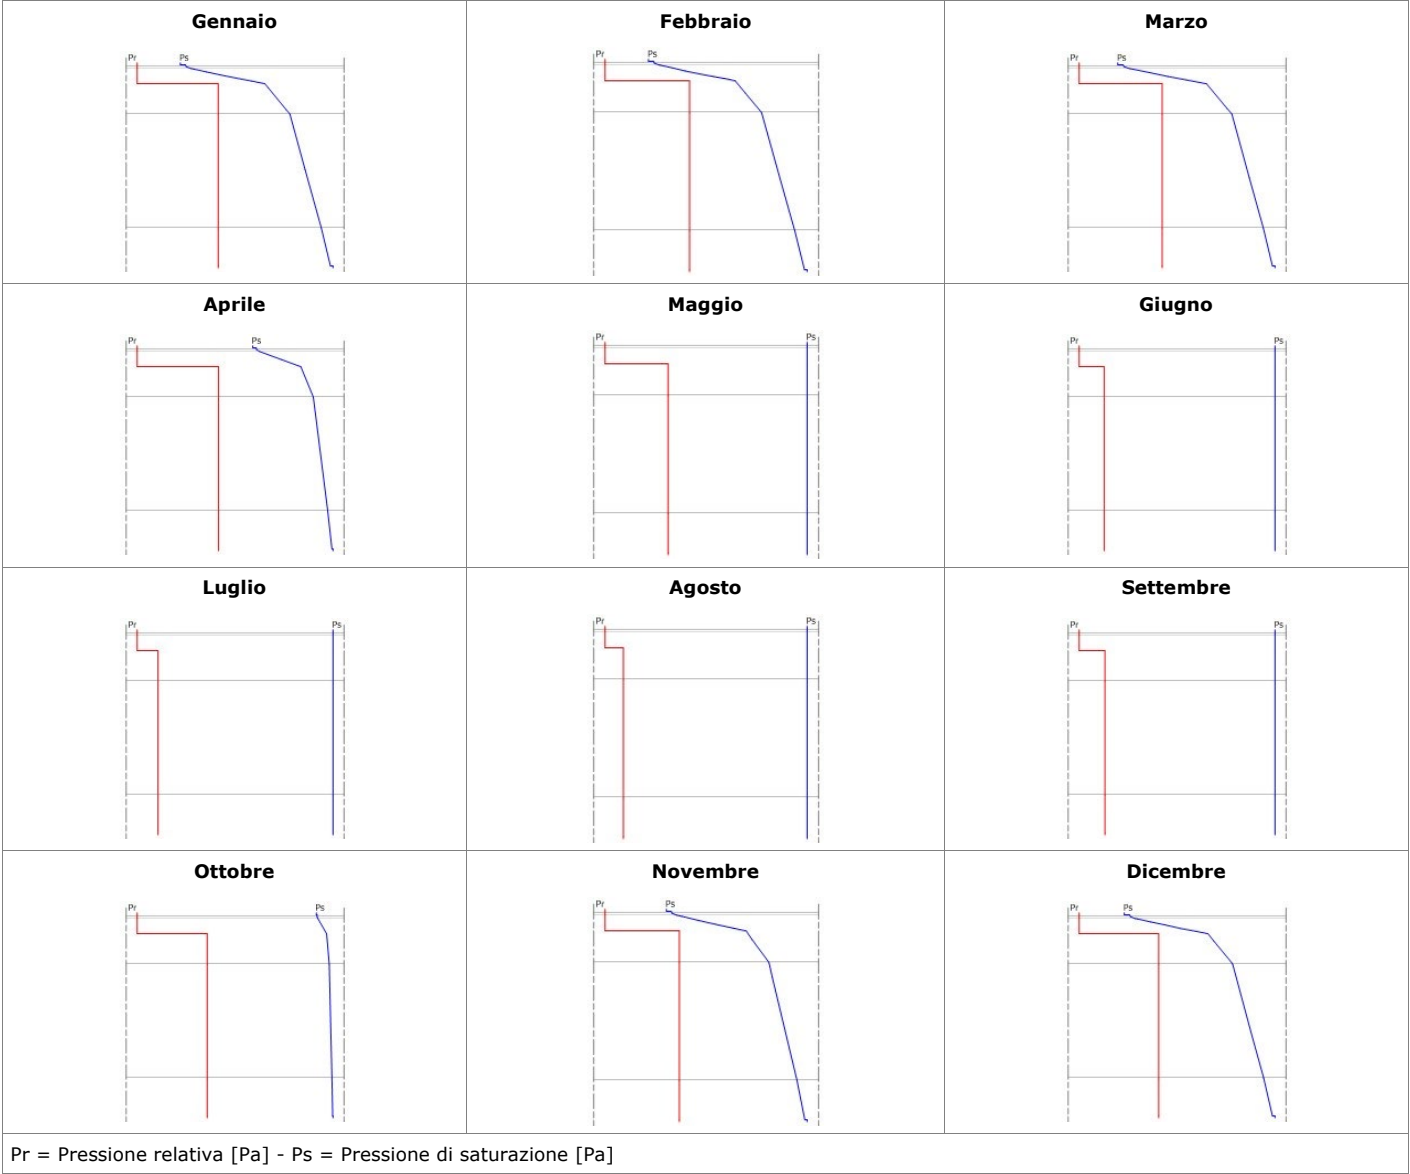 Gennaio
Febbraio
Marzo
Pr Ps
Pr Ps
Pr Ps
Aprile
Maggio
Giugno
Pr Ps
Pr Ps
Pr Ps
Luglio
Agosto
Settembre
Pr Ps
Pr Ps
Pr Ps
Ottobre
Novembre
Dicembre
Pr Ps
Pr Ps
Pr Ps
Pr = Pressione relativa [Pa] - Ps = Pressione di saturazione [Pa]